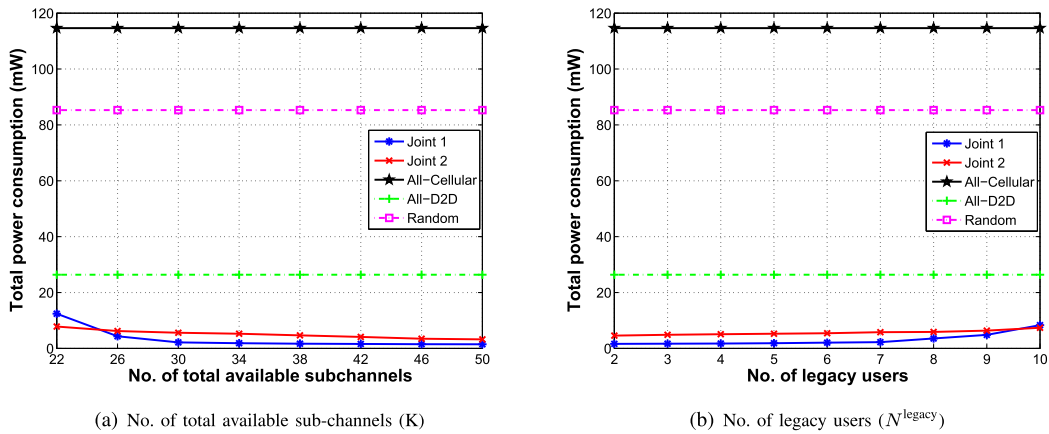 120
100
80
60
40
20
0
Total power consumption (mW)
Joint 1
Joint 2
All−Cellular
All−D2D
Random
22 26 30 34 38 42 46 50
No. of total available subchannels
(a) No. of total available sub-channels (K)
120
100
80
60
40
20
0
Total power consumption (mW)
Joint 1
Joint 2
All−Cellular
All−D2D
Random
2 3 4 5 6 7 8 9 10
No. of legacy users
(b) No. of legacy users (N^legacy)